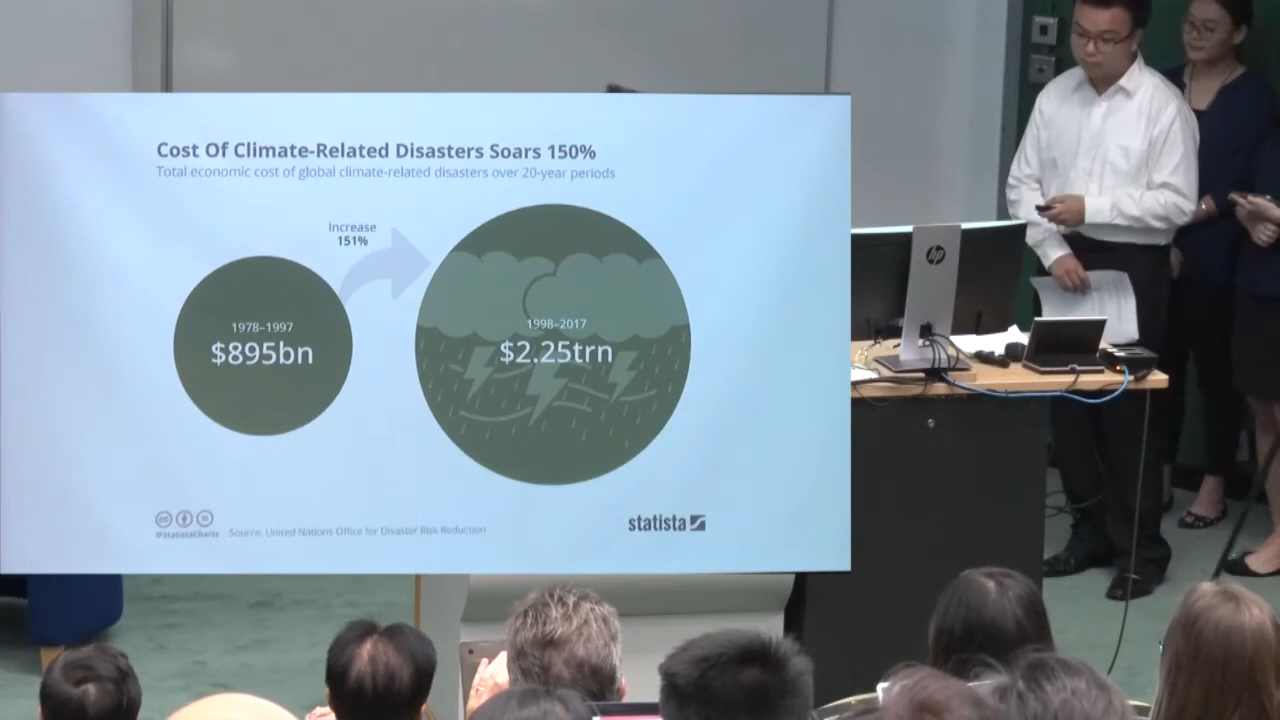 Cost Of Climate-Related Disasters Soars 150%
Total economic cost of global climate-related disasters over 20-year periods
Increase
151%
1978–1997
$895bn
1998–2017
$2.25trn
@StatistaCharts
Source: United Nations Office for Disaster Risk Reduction
statista
hp